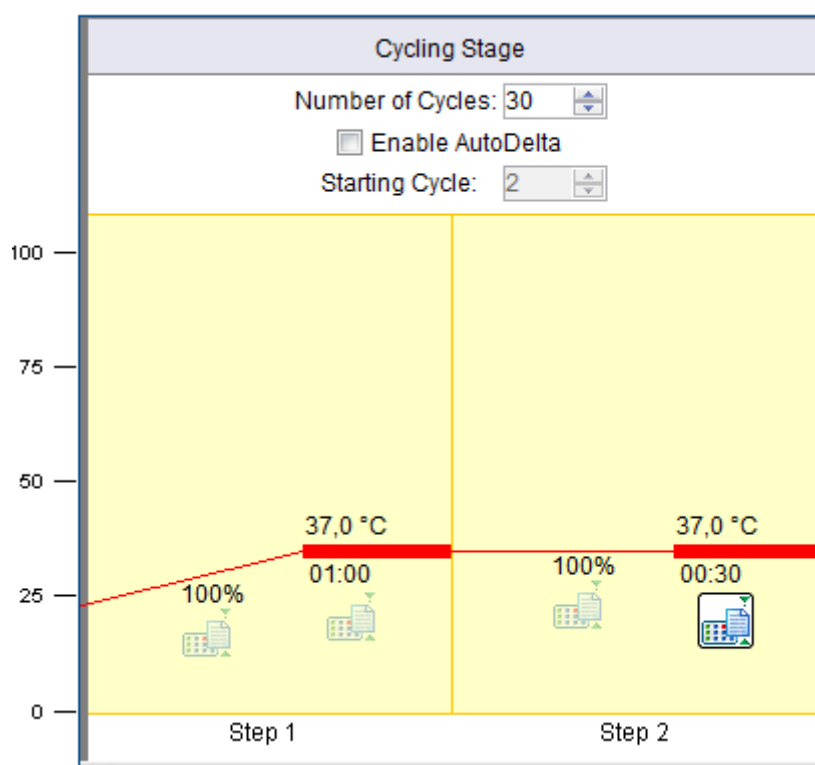 Cycling Stage
Number of Cycles: 30
Enable AutoDelta
Starting Cycle: 2
100
75
50
25
0
37,0 °C
01:00
100%
37,0 °C
00:30
100%
Step 1
Step 2